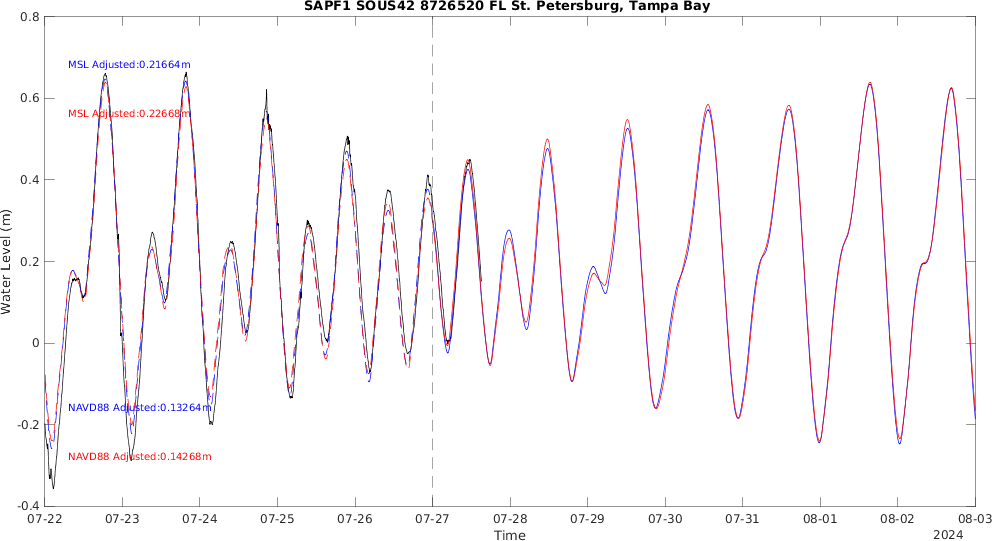 SAPF1 SOUS42 8726520 FL St. Petersburg, Tampa Bay
0.8
0.6
0.4
0.2
0
-0.2
-0.4
Water Level (m)
MSL Adjusted:0.21664m
MSL Adjusted:0.22668m
NAVD88 Adjusted:0.13264m
NAVD88 Adjusted:0.14268m
07-22 07-23 07-24 07-25 07-26 07-27 07-28 07-29 07-30 07-31 08-01 08-02 08-03
Time
2024